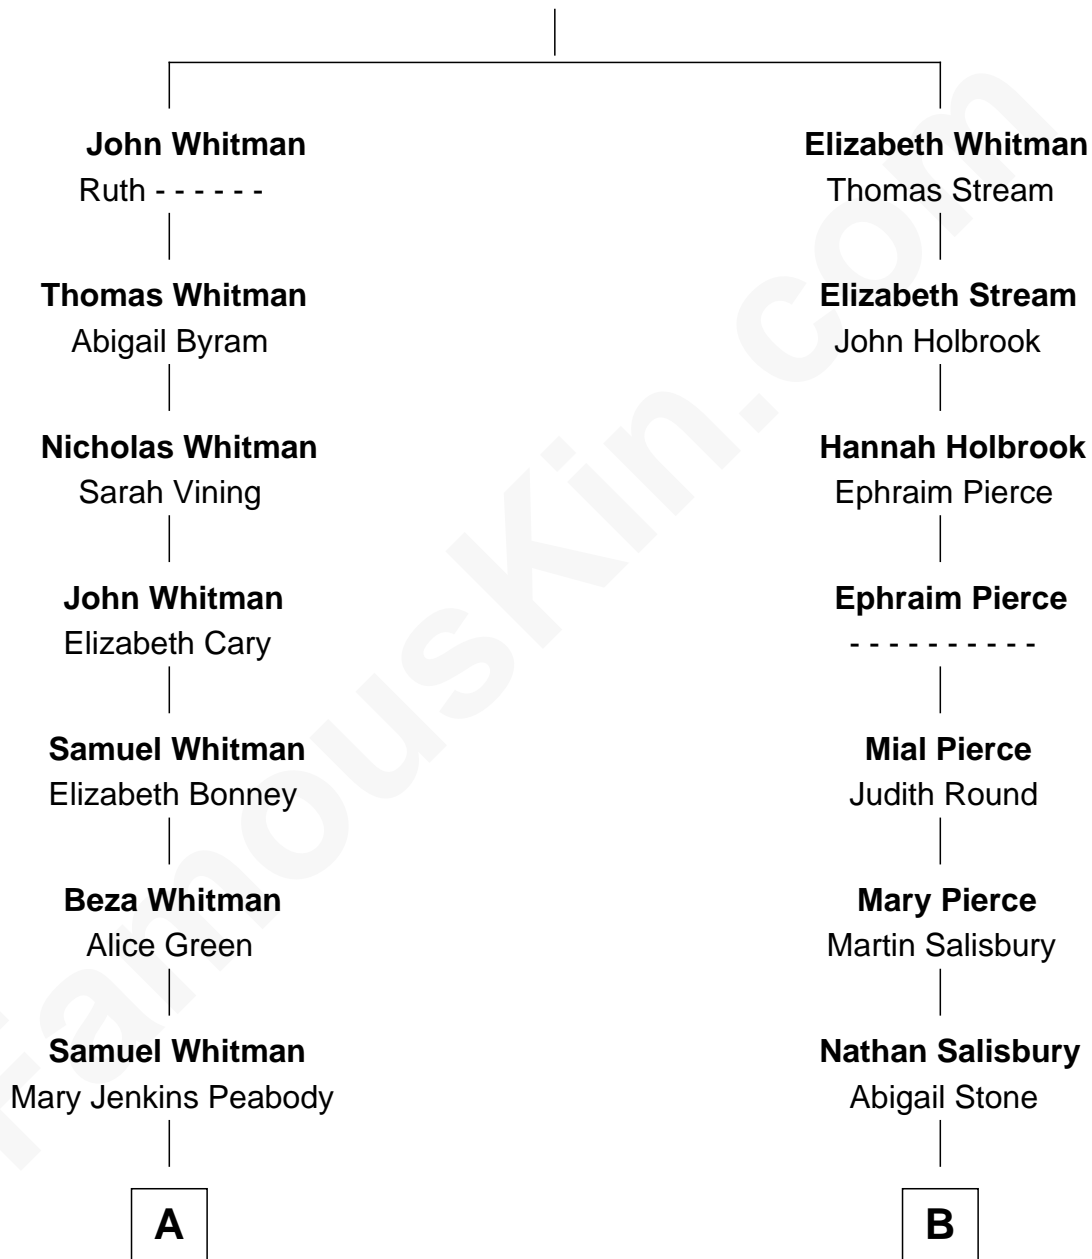 John Whitman
Ruth - - - - - -
Thomas Whitman
Abigail Byram
Nicholas Whitman
Sarah Vining
John Whitman
Elizabeth Cary
Samuel Whitman
Elizabeth Bonney
Beza Whitman
Alice Green
Samuel Whitman
Mary Jenkins Peabody
A
Elizabeth Whitman
Thomas Stream
Elizabeth Stream
John Holbrook
Hannah Holbrook
Ephraim Pierce
Ephraim Pierce
- - - - - - - - - -
Mial Pierce
Judith Round
Mary Pierce
Martin Salisbury
Nathan Salisbury
Abigail Stone
B
FamousKin.com